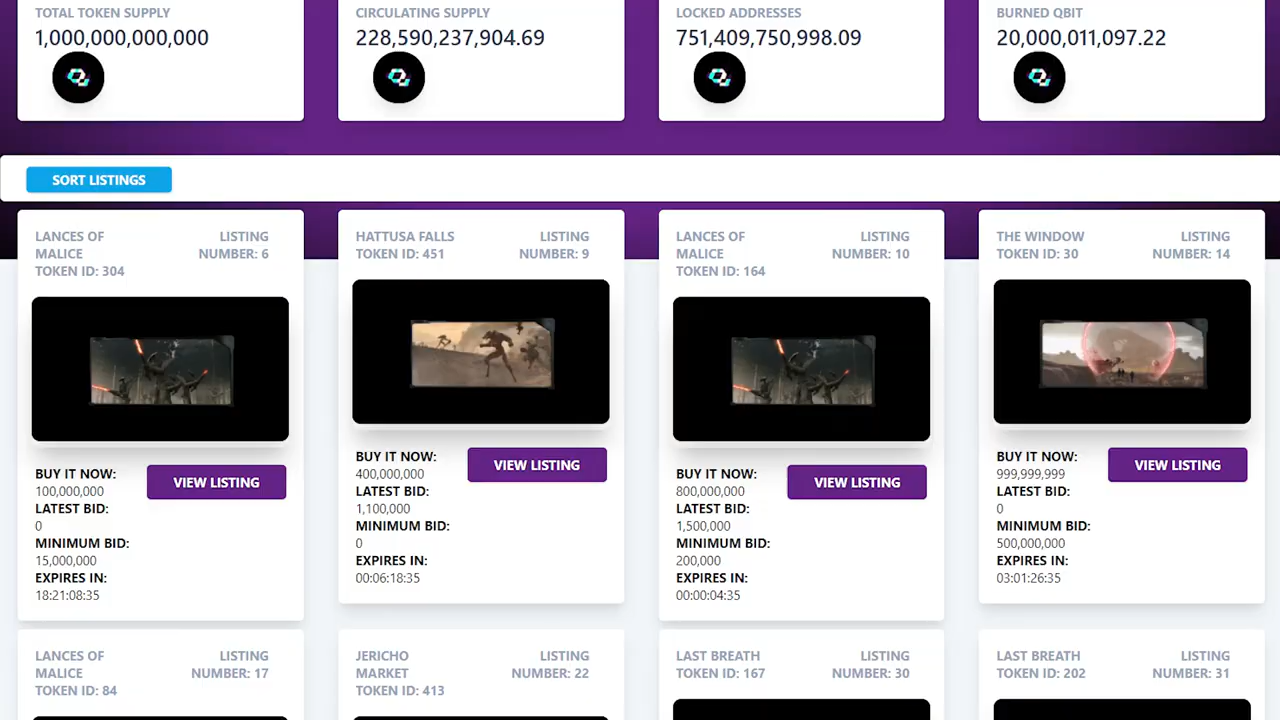 TOTAL TOKEN SUPPLY
1,000,000,000,000
CIRCULATING SUPPLY
228,590,237,904.69
LOCKED ADDRESSES
751,409,750,998.09
BURNED QBIT
20,000,011,097.22
SORT LISTINGS
LANCES OF
MALICE
TOKEN ID: 304
LISTING
NUMBER: 6
BUY IT NOW:
100,000,000
LATEST BID:
0
MINIMUM BID:
15,000,000
EXPIRES IN:
18:21:08:35
VIEW LISTING
HATTUSA FALLS
TOKEN ID: 451
LISTING
NUMBER: 9
BUY IT NOW:
400,000,000
LATEST BID:
1,100,000
MINIMUM BID:
0
EXPIRES IN:
00:06:18:35
VIEW LISTING
LANCES OF
MALICE
TOKEN ID: 164
LISTING
NUMBER: 10
BUY IT NOW:
800,000,000
LATEST BID:
1,500,000
MINIMUM BID:
200,000
EXPIRES IN:
00:00:04:35
VIEW LISTING
THE WINDOW
TOKEN ID: 30
LISTING
NUMBER: 14
BUY IT NOW:
999,999,999
LATEST BID:
0
MINIMUM BID:
500,000,000
EXPIRES IN:
03:01:26:35
VIEW LISTING
LANCES OF
MALICE
TOKEN ID: 84
LISTING
NUMBER: 17
JERICHO
MARKET
TOKEN ID: 413
LISTING
NUMBER: 22
LAST BREATH
TOKEN ID: 167
LISTING
NUMBER: 30
LAST BREATH
TOKEN ID: 202
LISTING
NUMBER: 31